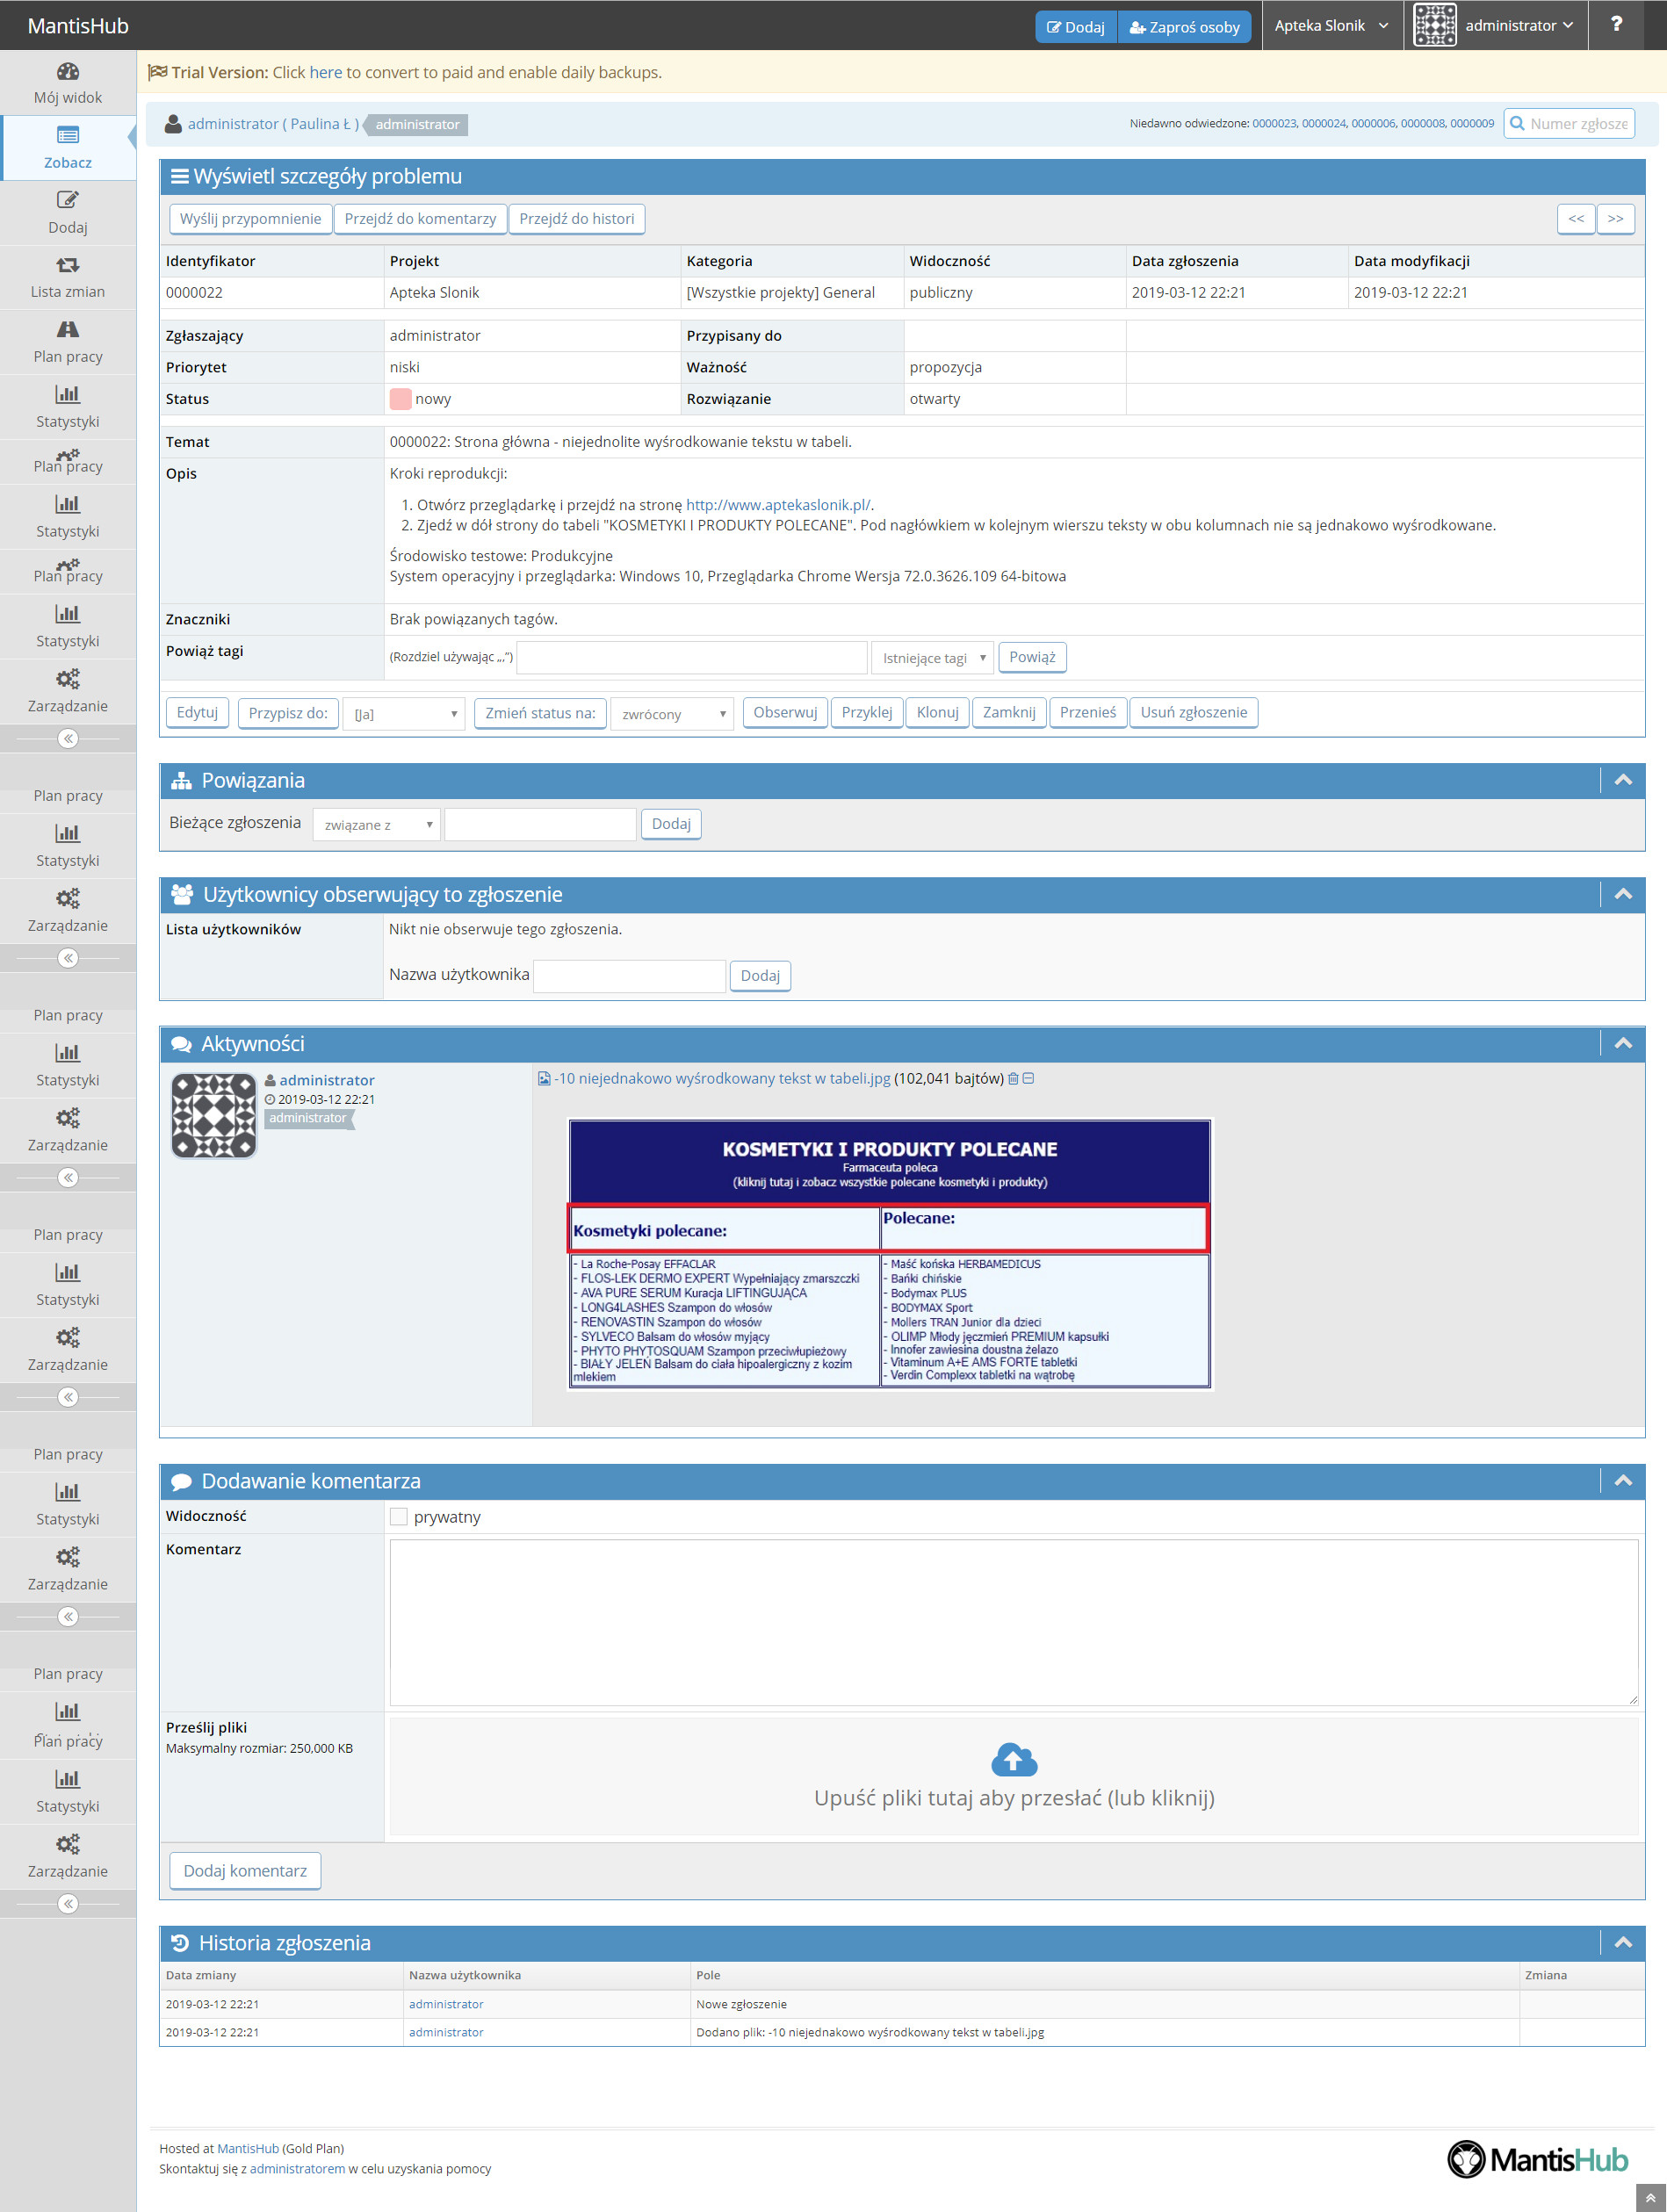 MantisHub
Dodaj
Zaproś osoby
Apteka Slonik
administrator
?
Trial Version: Click here to convert to paid and enable daily backups.
administrator ( Paulina Ł ) administrator
Niedawno odwiedzone: 0000023, 0000024, 0000006, 0000008, 0000009
Numer zgłosze
Mój widok
Zobacz
Dodaj
Lista zmian
Plan pracy
Statystyki
Plan pracy
Statystyki
Plan pracy
Statystyki
Zarządzanie
Plan pracy
Statystyki
Zarządzanie
Plan pracy
Statystyki
Zarządzanie
Plan pracy
Statystyki
Zarządzanie
Plan pracy
Statystyki
Zarządzanie
Plan pracy
Plan pracy
Statystyki
Zarządzanie
Wyświetl szczegóły problemu
Wyślij przypomnienie Przejdź do komentarzy Przejdź do histori << >>
Identyfikator Projekt Kategoria Widoczność Data zgłoszenia Data modyfikacji
0000022 Apteka Slonik [Wszystkie projekty] General publiczny 2019-03-12 22:21 2019-03-12 22:21
Zgłaszający administrator Przypisany do
Priorytet niski Ważność propozycja
Status nowy Rozwiązanie otwarty
Temat 0000022: Strona główna - niejednolite wyśrodkowanie tekstu w tabeli.
Opis Kroki reprodukcji:
1. Otwórz przeglądarkę i przejdź na stronę http://www.aptekaslonik.pl/.
2. Zjedź w dół strony do tabeli "KOSMETYKI I PRODUKTY POLECANE". Pod nagłówkiem w kolejnym wierszu teksty w obu kolumnach nie są jednakowo wyśrodkowane.
Środowisko testowe: Produkcyjne
System operacyjny i przeglądarka: Windows 10, Przeglądarka Chrome Wersja 72.0.3626.109 64-bitowa
Znaczniki Brak powiązanych tagów.
Powiąż tagi (Rozdziel używając „,”) Istniejące tagi Powiąż
Edytuj Przypisz do: [Ja] Zmień status na: zwrócony Obserwuj Przyklej Klonuj Zamknij Przenieś Usuń zgłoszenie
Powiązania
Bieżące zgłoszenia związane z Dodaj
Użytkownicy obserwujący to zgłoszenie
Lista użytkowników Nikt nie obserwuje tego zgłoszenia.
Nazwa użytkownika Dodaj
Aktywności
administrator
2019-03-12 22:21
administrator
-10 niejednakowo wyśrodkowany tekst w tabeli.jpg (102,041 bajtów)
KOSMETYKI I PRODUKTY POLECANE
Farmaceuta poleca
(kliknij tutaj i zobacz wszystkie polecane kosmetyki i produkty)
Kosmetyki polecane:
Polecane:
- La Roche-Posay EFFACLAR
- FLOS-LEK DERMO EXPERT Wypełniający zmarszczki
- AVA PURE SERUM Kuracja LIFTINGUJĄCA
- LONG4LASHES Szampon do włosów
- RENOVASTIN Szampon do włosów
- SYLVECO Balsam do włosów myjący
- PHYTO PHYTOSQUAM Szampon przeciwłupieżowy
- BIAŁY JELEŃ Balsam do ciała hipoalergiczny z kozim
mlekiem
- Maść końska HERBAMEDICUS
- Bańki chińskie
- Bodymax PLUS
- BODYMAX Sport
- Mollers TRAN Junior dla dzieci
- OLIMP Młody jęczmień PREMIUM kapsułki
- Innofer zawiesina doustna żelazo
- Vitaminum A+E AMS FORTE tabletki
- Verdin Complexx tabletki na wątrobę
Dodawanie komentarza
Widoczność prywatny
Komentarz
Prześlij pliki
Maksymalny rozmiar: 250,000 KB
Upuść pliki tutaj aby przesłać (lub kliknij)
Dodaj komentarz
Historia zgłoszenia
Data zmiany Nazwa użytkownika Pole Zmiana
2019-03-12 22:21 administrator Nowe zgłoszenie
2019-03-12 22:21 administrator Dodano plik: -10 niejednakowo wyśrodkowany tekst w tabeli.jpg
Hosted at MantisHub (Gold Plan)
Skontaktuj się z administratorem w celu uzyskania pomocy
MantisHub